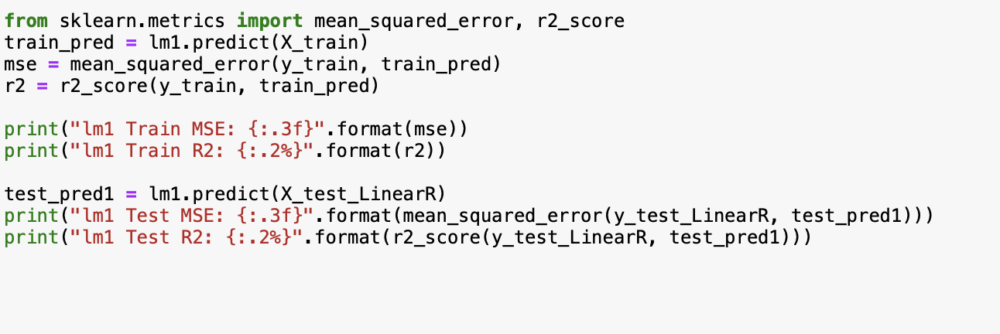 from sklearn.metrics import mean_squared_error, r2_score
train_pred = lm1.predict(X_train)
mse = mean_squared_error(y_train, train_pred)
r2 = r2_score(y_train, train_pred)
print("lm1 Train MSE: {:.3f}".format(mse))
print("lm1 Train R2: {:.2%}".format(r2))
test_pred1 = lm1.predict(X_test_LinearR)
print("lm1 Test MSE: {:.3f}".format(mean_squared_error(y_test_LinearR, test_pred1)))
print("lm1 Test R2: {:.2%}".format(r2_score(y_test_LinearR, test_pred1)))